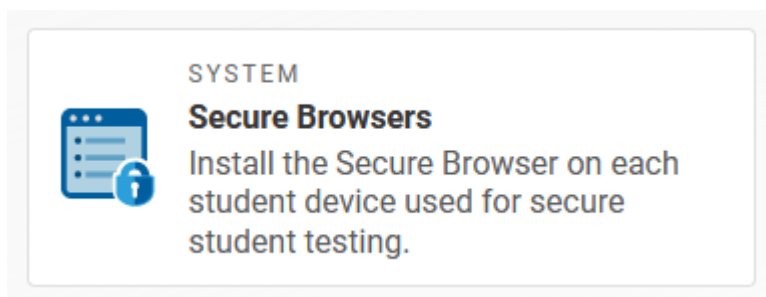 SYSTEM
Secure Browsers
Install the Secure Browser on each
student device used for secure
student testing.